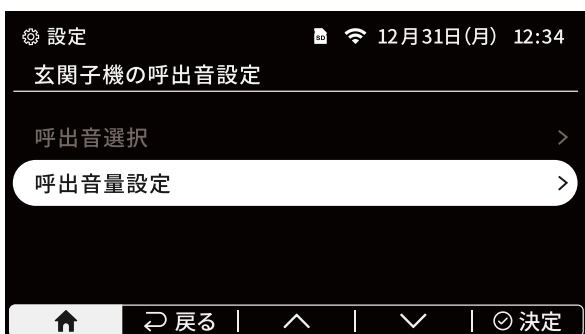 設定 SD 12月31日(月) 12:34
玄関子機の呼出音設定
呼出音選択 >
呼出音量設定 >
戻る 決定